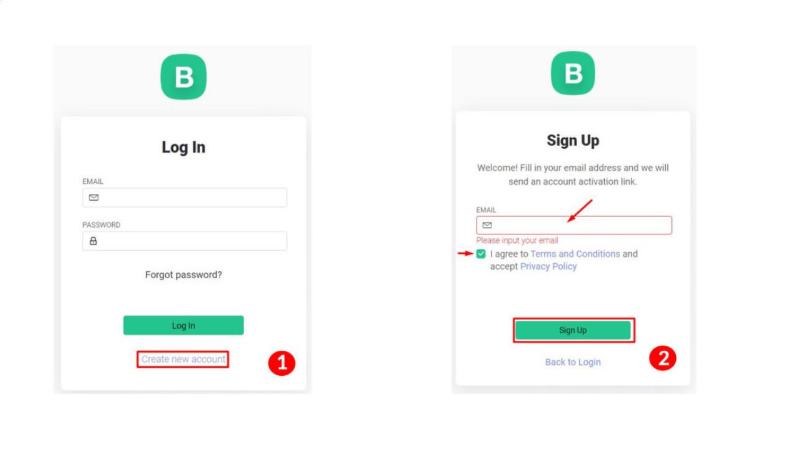 B
Log In
EMAIL
PASSWORD
Forgot password?
Log In
Create new account
1
B
Sign Up
Welcome! Fill in your email address and we will
send an account activation link.
EMAIL
Please input your email
I agree to Terms and Conditions and
accept Privacy Policy
Sign Up
Back to Login
2